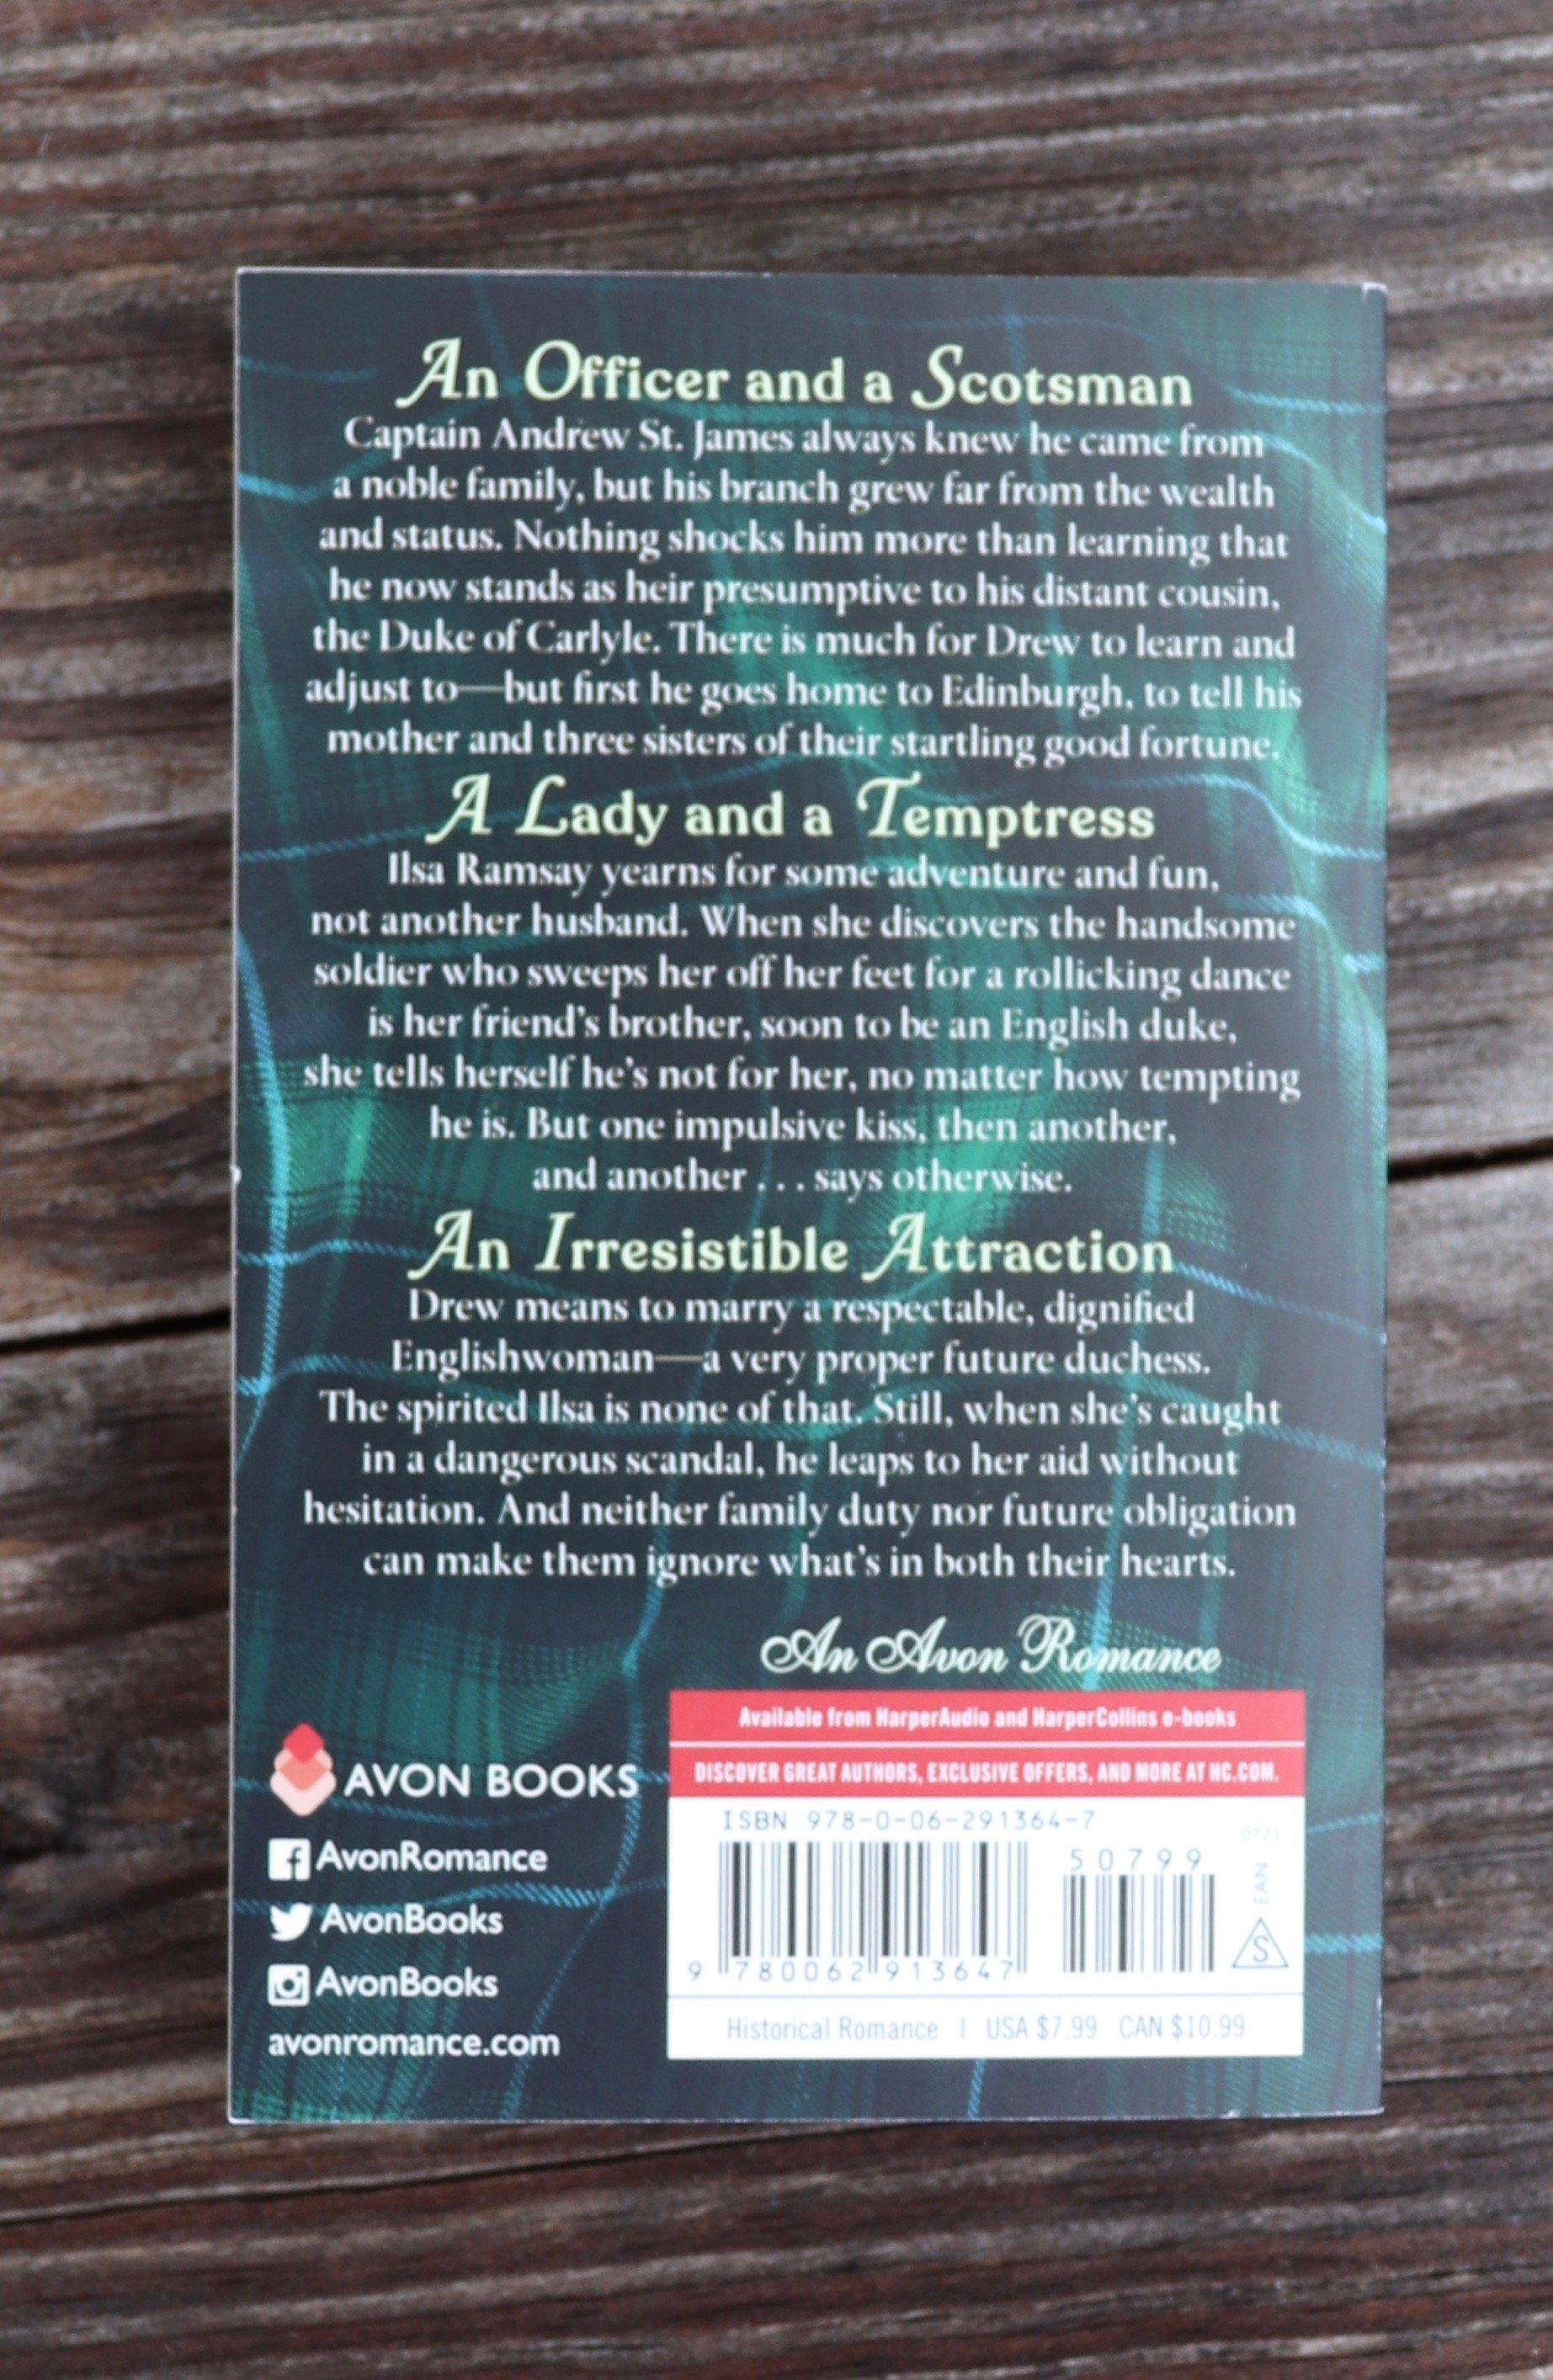 An Officer and a Scotsman
Captain Andrew St. James always knew he came from
a noble family, but his branch grew far from the wealth
and status. Nothing shocks him more than learning that
he now stands as heir presumptive to his distant cousin,
the Duke of Carlyle. There is much for Drew to learn and
adjust to—but first he goes home to Edinburgh, to tell his
mother and three sisters of their startling good fortune.
A Lady and a Temptress
Ilsa Ramsay yearns for some adventure and fun,
not another husband. When she discovers the handsome
soldier who sweeps her off her feet for a rollicking dance
is her friend's brother, soon to be an English duke,
she tells herself he's not for her, no matter how tempting
he is. But one impulsive kiss, then another,
and another . . . says otherwise.
An Irresistible Attraction
Drew means to marry a respectable, dignified
Englishwoman—a very proper future duchess.
The spirited Ilsa is none of that. Still, when she's caught
in a dangerous scandal, he leaps to her aid without
hesitation. And neither family duty nor future obligation
can make them ignore what's in both their hearts.
An Avon Romance
Available from HarperAudio and HarperCollins e-books
DISCOVER GREAT AUTHORS, EXCLUSIVE OFFERS, AND MORE AT HC.COM.
AVON BOOKS
AvonRomance
AvonBooks
AvonBooks
avonromance.com
ISBN 978-0-06-291364-7
0721
50799
EAN
S
9 780062 913647
Historical Romance | USA $7.99 CAN $10.99